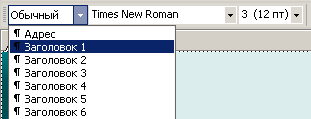 Обычный Times New Roman 3 (12 пт)
¶ Адрес
¶ Заголовок 1
¶ Заголовок 2
¶ Заголовок 3
¶ Заголовок 4
¶ Заголовок 5
¶ Заголовок 6